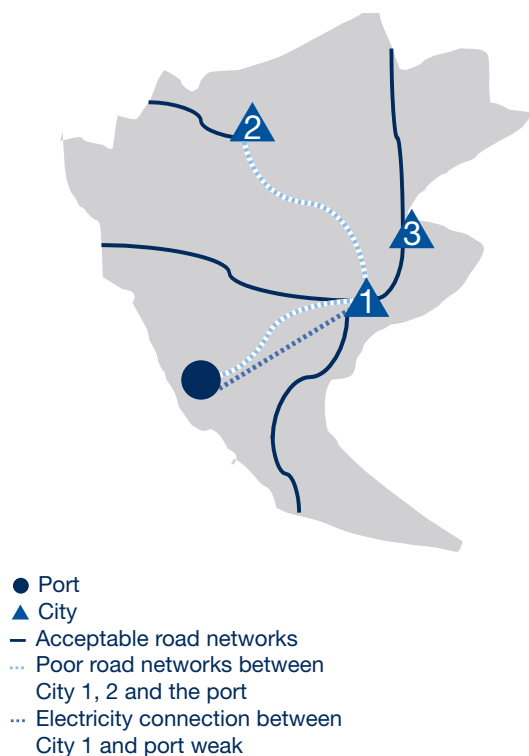 2
3
1
Port
City
Acceptable road networks
Poor road networks between
City 1, 2 and the port
Electricity connection between
City 1 and port weak